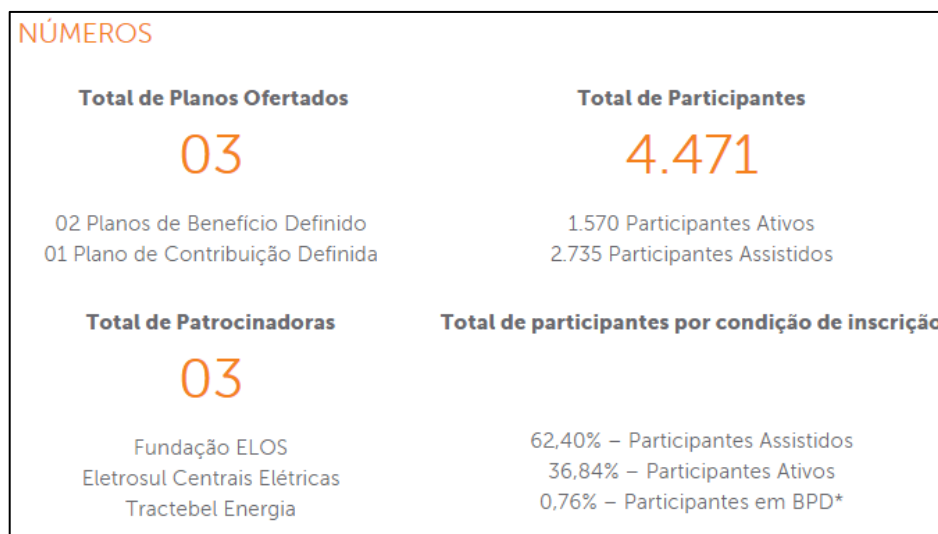 NÚMEROS
Total de Planos Ofertados
03
02 Planos de Benefício Definido
01 Plano de Contribuição Definida
Total de Participantes
4.471
1.570 Participantes Ativos
2.735 Participantes Assistidos
Total de Patrocinadoras
03
Fundação ELOS
Eletrosul Centrais Elétricas
Tractebel Energia
Total de participantes por condição de inscrição
62,40% – Participantes Assistidos
36,84% – Participantes Ativos
0,76% – Participantes em BPD*